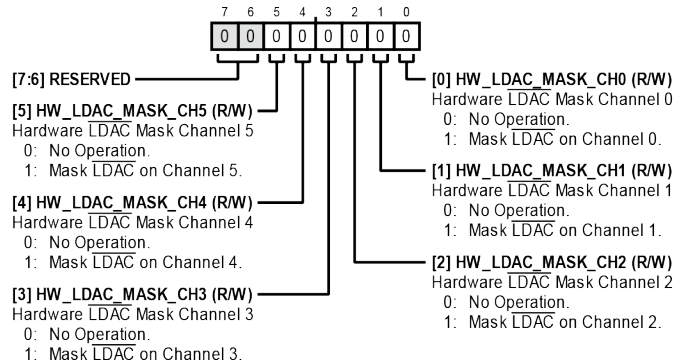 7 6 5 4 3 2 1 0
0 0 0 0 0 0 0 0
[7:6] RESERVED
[5] HW_LDAC_MASK_CH5 (R/W)
Hardware LDAC Mask Channel 5
0: No Operation.
1: Mask LDAC on Channel 5.
[4] HW_LDAC_MASK_CH4 (R/W)
Hardware LDAC Mask Channel 4
0: No Operation.
1: Mask LDAC on Channel 4.
[3] HW_LDAC_MASK_CH3 (R/W)
Hardware LDAC Mask Channel 3
0: No Operation.
1: Mask LDAC on Channel 3.
[0] HW_LDAC_MASK_CH0 (R/W)
Hardware LDAC Mask Channel 0
0: No Operation.
1: Mask LDAC on Channel 0.
[1] HW_LDAC_MASK_CH1 (R/W)
Hardware LDAC Mask Channel 1
0: No Operation.
1: Mask LDAC on Channel 1.
[2] HW_LDAC_MASK_CH2 (R/W)
Hardware LDAC Mask Channel 2
0: No Operation.
1: Mask LDAC on Channel 2.